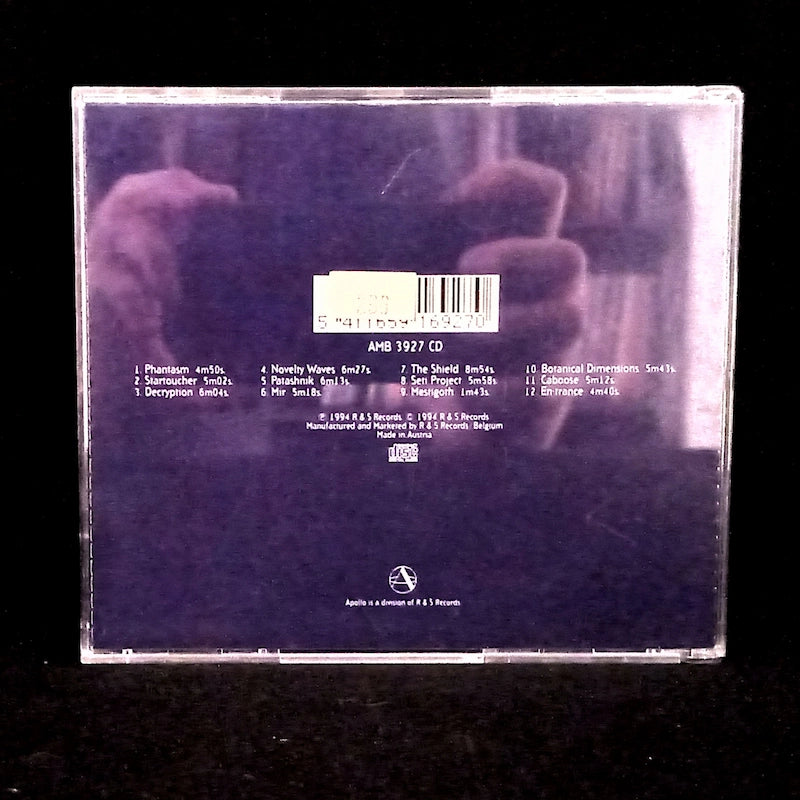 5 411659 169270
AMB 3927 CD
1. Phantasm 4m50s.
2. Startoucher 5m02s.
3. Decryption 6m04s.
4. Novelty Waves 6m27s.
5 Patashnik 6m13s.
6. Mir 5m18s.
7. The Shield 8m54s.
8. Seti Project 5m58s.
9. Mestigoth 1m43s.
10 Botanical Dimensions 5m43s.
11 Caboose 5m12s.
12 En-trance 4m40s.
℗ 1994 R & S Records © 1994 R & S Records
Manufactured and Marketed by R & S Records Belgium
Made in Austria
A
Apollo is a division of R & S Records